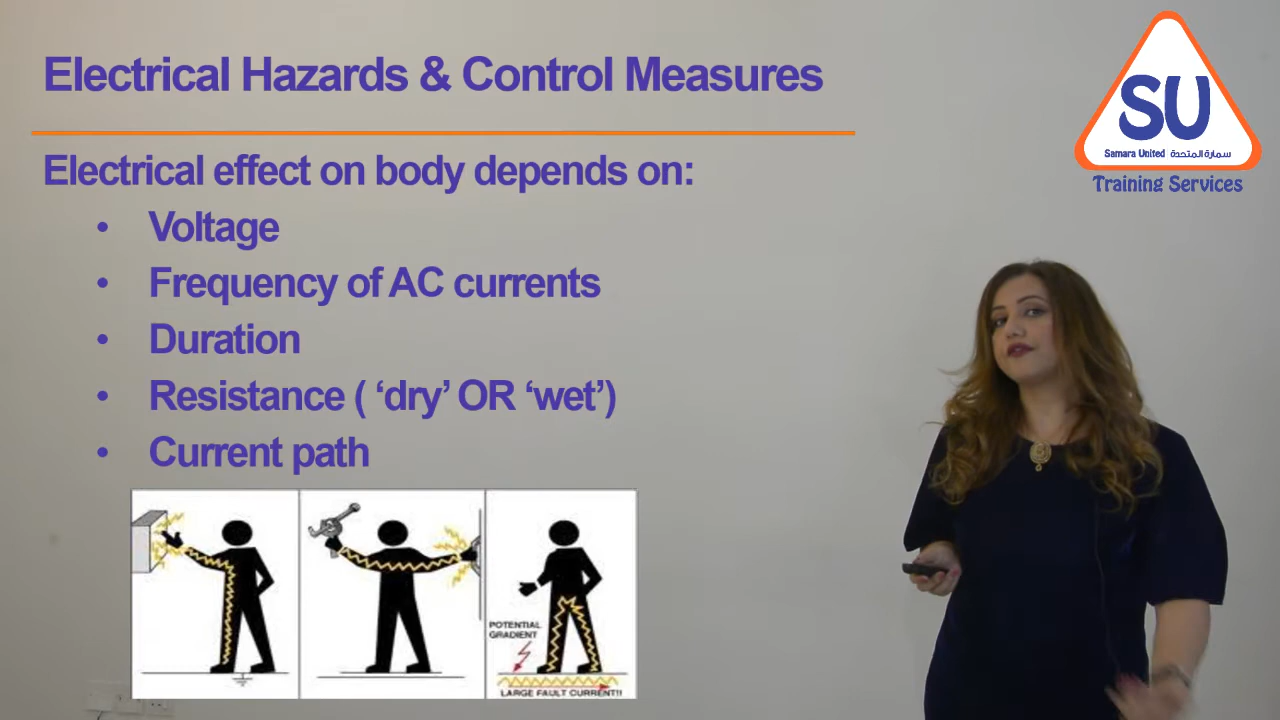 Electrical Hazards & Control Measures
Electrical effect on body depends on:
• Voltage
• Frequency of AC currents
• Duration
• Resistance ( ‘dry’ OR ‘wet’)
• Current path
POTENTIAL
GRADIENT
LARGE FAULT CURRENT!!
SU
Samara United سمارة المتحدة
Training Services